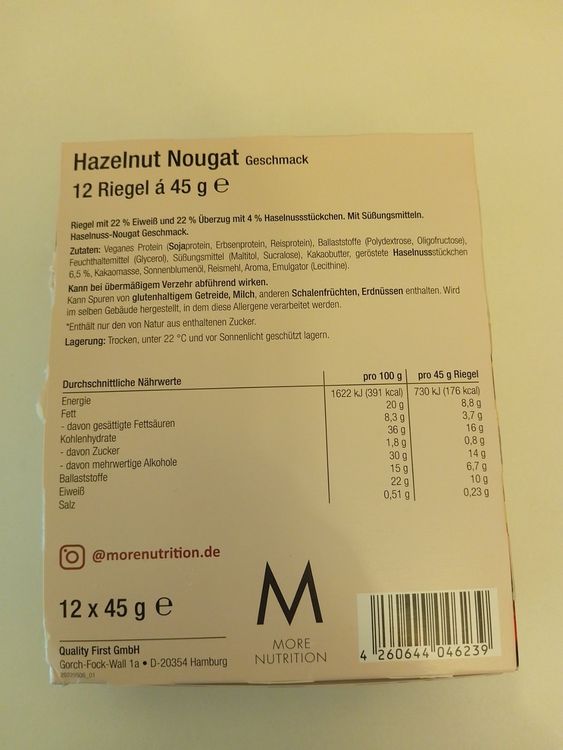 Hazelnut Nougat Geschmack
12 Riegel á 45 g ℮
Riegel mit 22 % Eiweiß und 22 % Überzug mit 4 % Haselnussstückchen. Mit Süßungsmitteln.
Haselnuss-Nougat Geschmack.
Zutaten: Veganes Protein (Sojaprotein, Erbsenprotein, Reisprotein), Ballaststoffe (Polydextrose, Oligofructose),
Feuchthaltemittel (Glycerol), Süßungsmittel (Maltitol, Sucralose), Kakaobutter, geröstete Haselnussstückchen
6,5 %, Kakaomasse, Sonnenblumenöl, Reismehl, Aroma, Emulgator (Lecithine).
Kann bei übermäßigem Verzehr abführend wirken.
Kann Spuren von glutenhaltigem Getreide, Milch, anderen Schalenfrüchten, Erdnüssen enthalten. Wird
im selben Gebäude hergestellt, in dem diese Allergene verarbeitet werden.
*Enthält nur den von Natur aus enthaltenen Zucker.
Lagerung: Trocken, unter 22 °C und vor Sonnenlicht geschützt lagern.
Durchschnittliche Nährwerte pro 100 g pro 45 g Riegel
Energie 1622 kJ (391 kcal) 730 kJ (176 kcal)
Fett 20 g 8,8 g
- davon gesättigte Fettsäuren 8,3 g 3,7 g
Kohlenhydrate 36 g 16 g
- davon Zucker 1,8 g 0,8 g
- davon mehrwertige Alkohole 30 g 14 g
Ballaststoffe 15 g 6,7 g
Eiweiß 22 g 10 g
Salz 0,51 g 0,23 g
@morenutrition.de
12 x 45 g ℮
M
MORE
NUTRITION
Quality First GmbH
Gorch-Fock-Wall 1a • D-20354 Hamburg
4 260644 046239